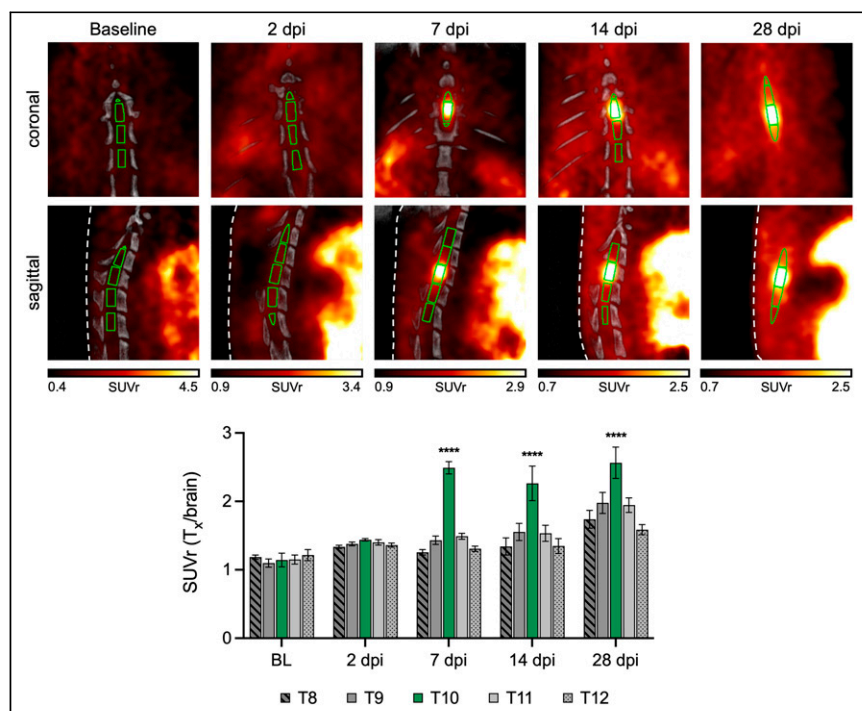 Baseline 2 dpi 7 dpi 14 dpi 28 dpi
coronal
sagittal
0.4 SUVr 4.5 0.9 SUVr 3.4 0.9 SUVr 2.9 0.7 SUVr 2.5 0.7 SUVr 2.5
SUVr (Tx/brain)
3
2
1
0
**** **** ****
BL 2 dpi 7 dpi 14 dpi 28 dpi
T8 T9 T10 T11 T12